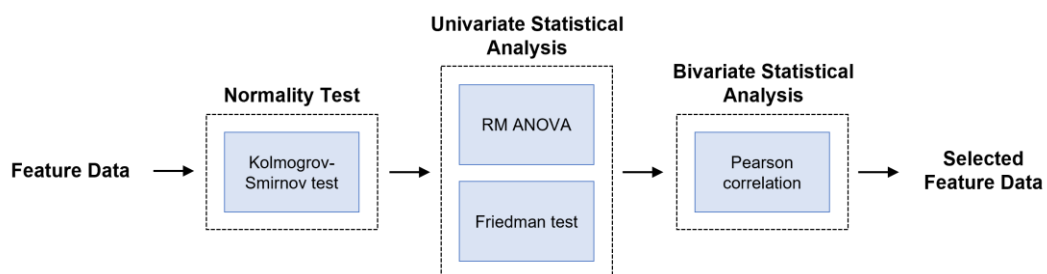 Feature Data
Normality Test
Kolmogrov-
Smirnov test
Univariate Statistical
Analysis
RM ANOVA
Friedman test
Bivariate Statistical
Analysis
Pearson
correlation
Selected
Feature Data